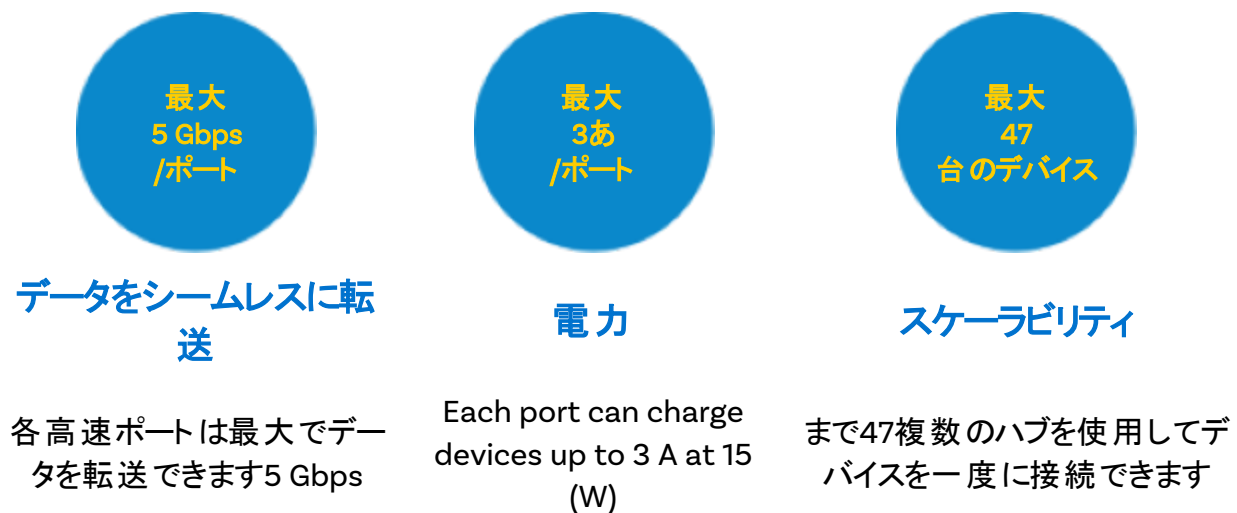 最大
5 Gbps
/ポート
最大
3あ
/ポート
最大
47
台のデバイス
データをシームレスに転
送
電力
スケーラビリティ
各高速ポートは最大でデー
タを転送できます5 Gbps
Each port can charge
devices up to 3 A at 15
(W)
まで47複数のハブを使用してデ
バイスを一度に接続できます